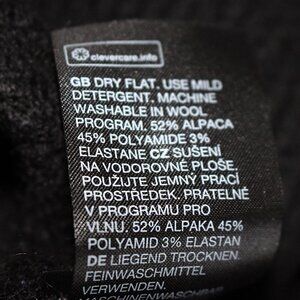 clevercare.info
GB DRY FLAT. USE MILD
DETERGENT. MACHINE
WASHABLE IN WOOL
PROGRAM. 52% ALPACA
45% POLYAMIDE 3%
ELASTANE CZ SUŠENÍ
NA VODOROVNÉ PLOŠE.
POUŽIJTE JEMNÝ PRACÍ
PROSTŘEDEK. PRATELNÉ
V PROGRAMU PRO
VLNU. 52% ALPAKA 45%
POLYAMID 3% ELASTAN
DE LIEGEND TROCKNEN.
FEINWASCHMITTEL
VERWENDEN. IM
MASCHINENWASCHBAR